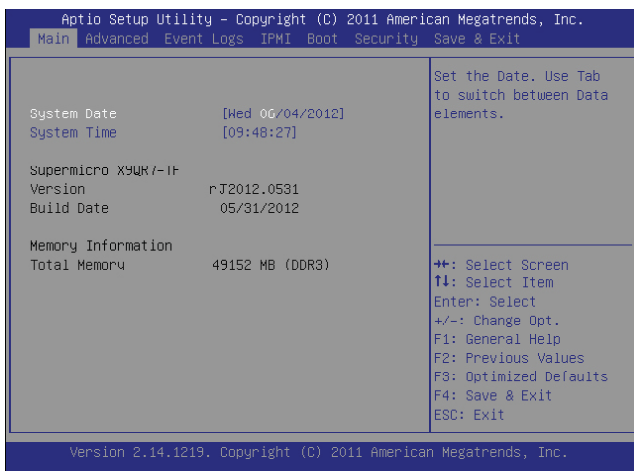 Aptio Setup Utility – Copyright (C) 2011 American Megatrends, Inc.
Main Advanced Event Logs IPMI Boot Security Save & Exit
Set the Date. Use Tab
to switch between Data
elements.
System Date [Wed 06/04/2012]
System Time [09:48:27]
Supermicro X9QR7-TF
Version rJ2012.0531
Build Date 05/31/2012
Memory Information
Total Memory 49152 MB (DDR3)
→←: Select Screen
↑↓: Select Item
Enter: Select
+/-: Change Opt.
F1: General Help
F2: Previous Values
F3: Optimized Defaults
F4: Save & Exit
ESC: Exit
Version 2.14.1219. Copyright (C) 2011 American Megatrends, Inc.